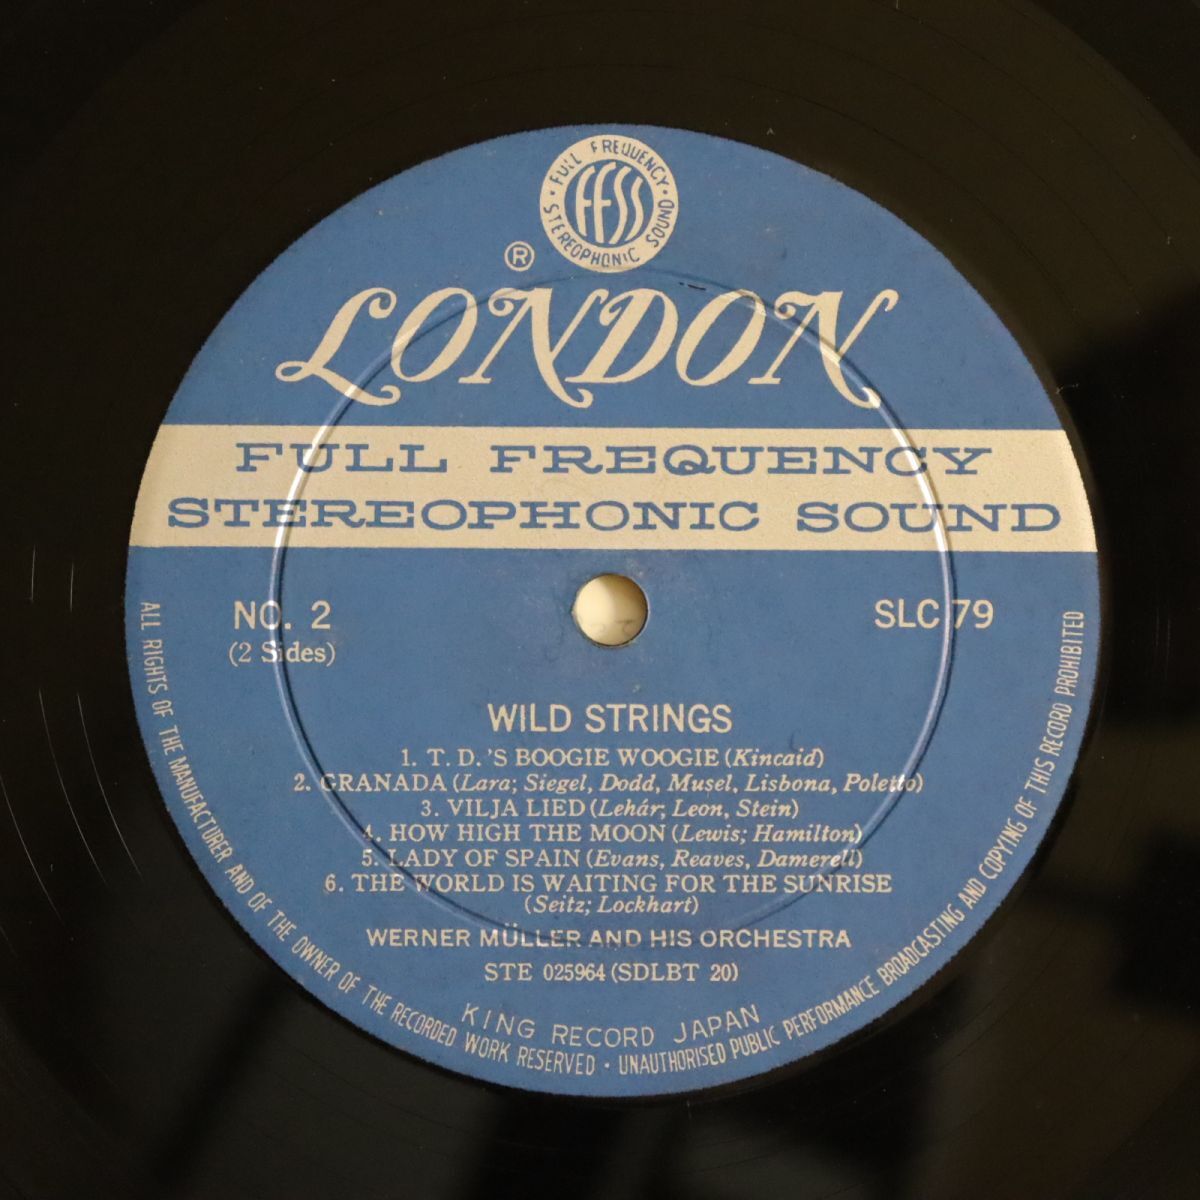 FULL FREQUENCY
STEREOPHONIC SOUND
FFSS
®
LONDON
FULL FREQUENCY
STEREOPHONIC SOUND
NO. 2
(2 Sides)
SLC 79
WILD STRINGS
1. T. D. 'S BOOGIE WOOGIE (Kincaid)
2. GRANADA (Lara; Siegel, Dodd, Musel, Lisbona, Poletto)
3. VILJA LIED (Lehár; Leon, Stein)
4. HOW HIGH THE MOON (Lewis; Hamilton)
5. LADY OF SPAIN (Evans, Reaves, Damerell)
6. THE WORLD IS WAITING FOR THE SUNRISE
(Seitz; Lockhart)
WERNER MÜLLER AND HIS ORCHESTRA
STE 025964 (SDLBT 20)
KING RECORD JAPAN
ALL RIGHTS OF THE MANUFACTURER AND OF THE OWNER OF THE RECORDED WORK RESERVED · UNAUTHORISED PUBLIC PERFORMANCE BROADCASTING AND COPYING OF THIS RECORD PROHIBITED